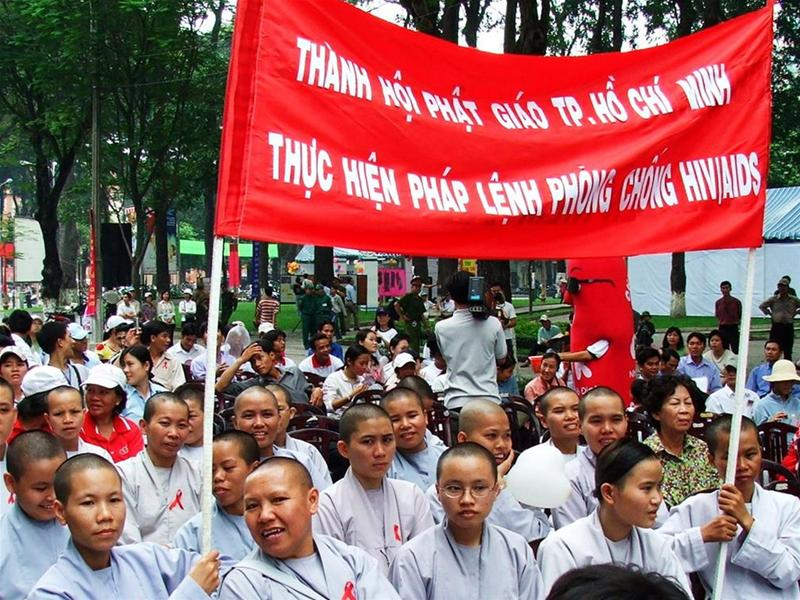 THÀNH HỘI PHẬT GIÁO TP. HỒ CHÍ MINH
THỰC HIỆN PHÁP LỆNH PHÒNG CHỐNG HIV/AIDS